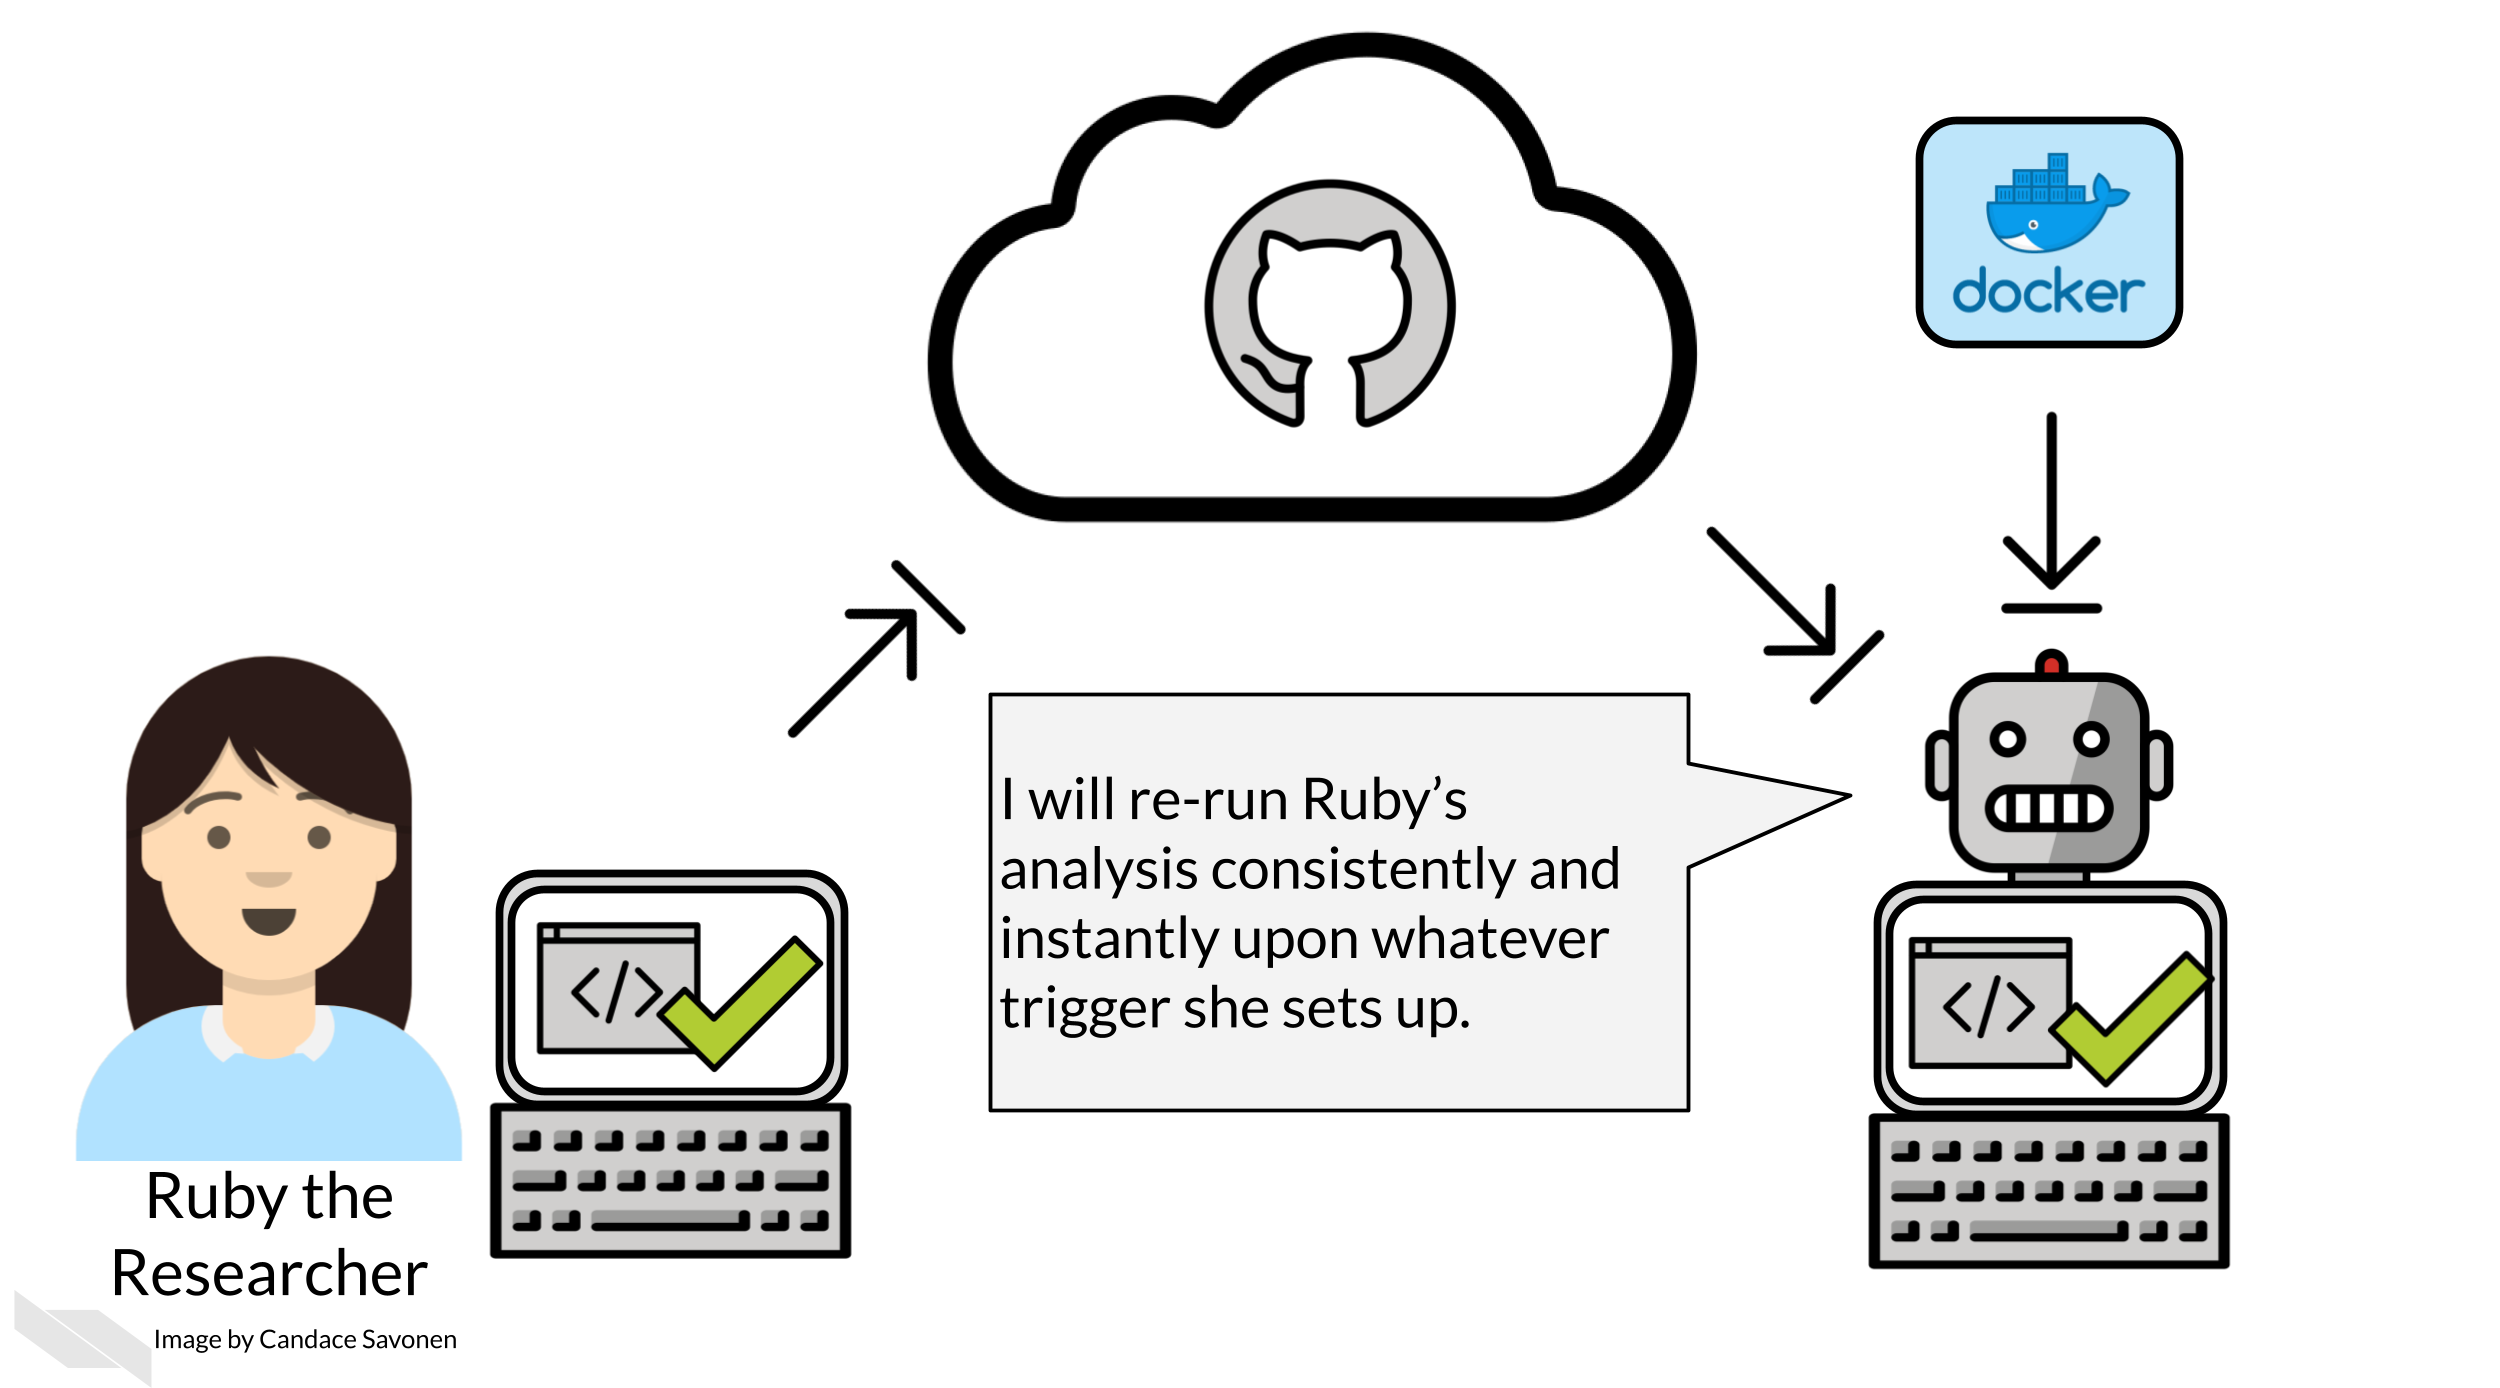 docker
I will re-run Ruby's
analysis consistently and
instantly upon whatever
trigger she sets up.
</>
</>
Ruby the
Researcher
Image by Candace Savonen